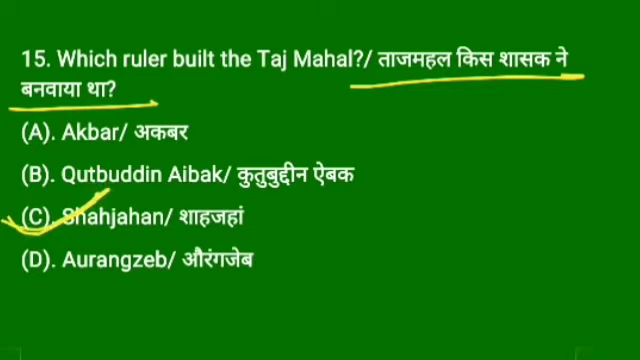 15. Which ruler built the Taj Mahal?/ ताजमहल किस शासक ने
बनवाया था?
(A). Akbar/ अकबर
(B). Qutbuddin Aibak/ कुतुबुद्दीन ऐबक
(C). Shahjahan/ शाहजहां
(D). Aurangzeb/ औरंगजेब